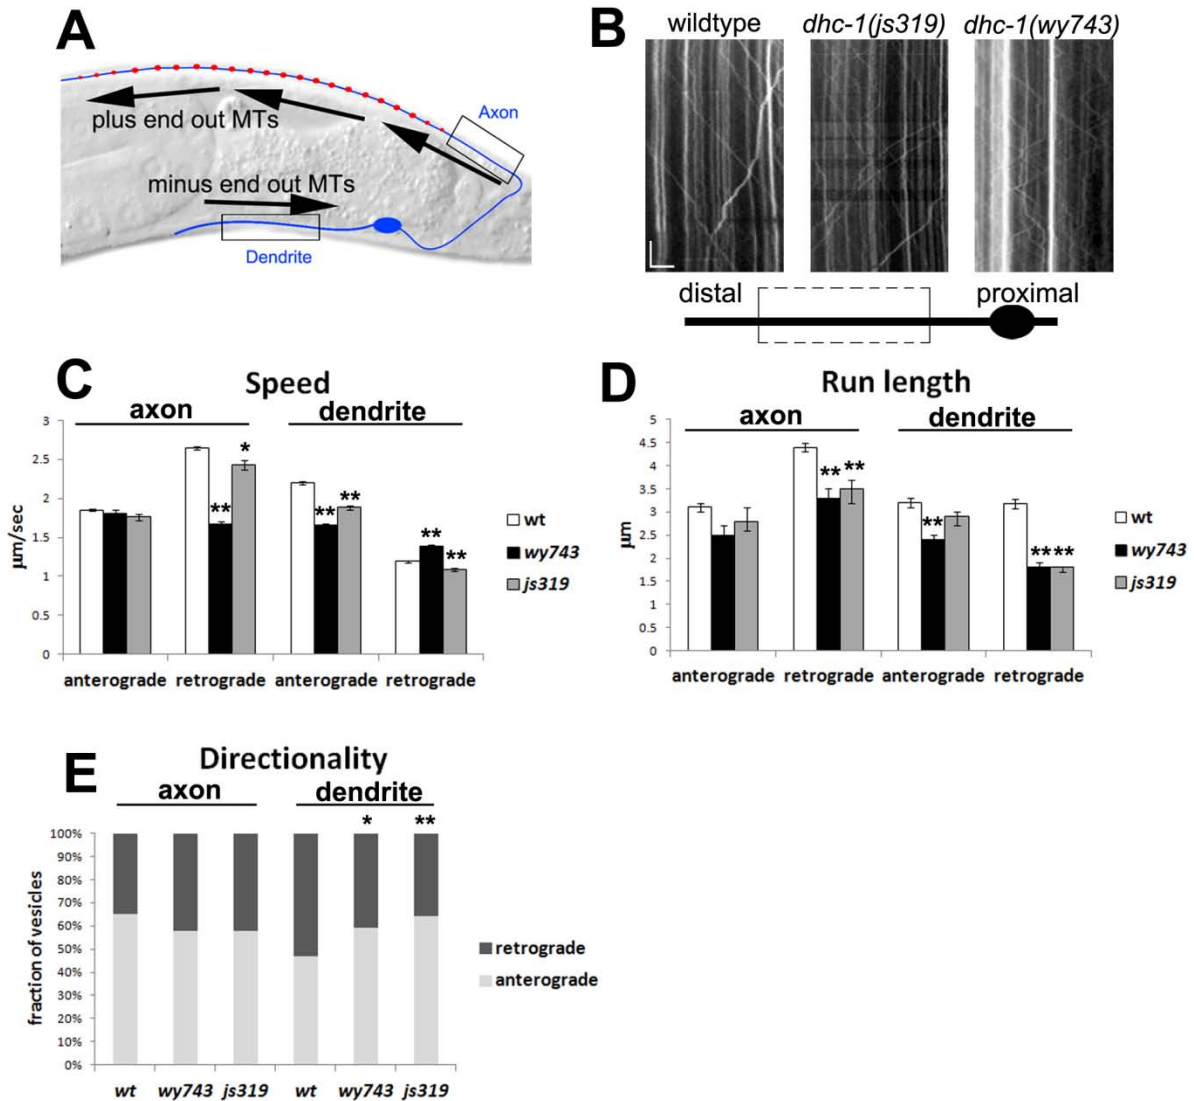 A
Axon
plus end out MTs
minus end out MTs
Dendrite
B
wildtype dhc-1(js319) dhc-1(wy743)
distal proximal
C
Speed
axon dendrite
3
2.5
2
1.5
1
0.5
0
µm/sec
* ** ** ** ** **
anterograde retrograde anterograde retrograde
wt
wy743
js319
D
Run length
axon dendrite
5
4.5
4
3.5
3
2.5
2
1.5
1
0.5
0
µm
** ** ** ** **
anterograde retrograde anterograde retrograde
wt
wy743
js319
E
Directionality
axon dendrite
* **
100%
90%
80%
70%
60%
50%
40%
30%
20%
10%
0%
fraction of vesicles
wt wy743 js319 wt wy743 js319
retrograde
anterograde